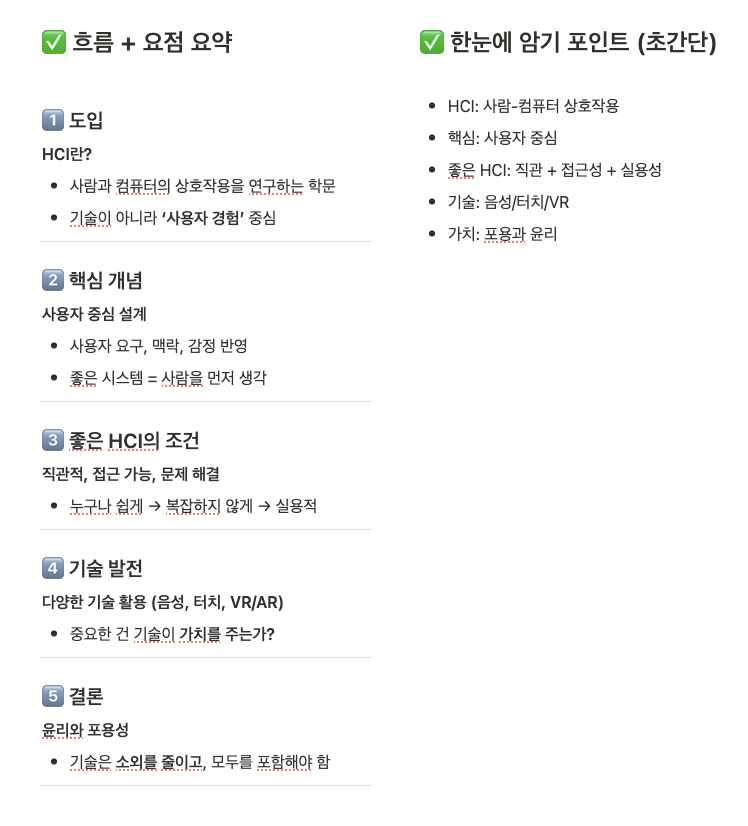 ✅ 흐름 + 요점 요약
1️⃣ 도입
HCI란?
• 사람과 컴퓨터의 상호작용을 연구하는 학문
• 기술이 아니라 ‘사용자 경험’ 중심
2️⃣ 핵심 개념
사용자 중심 설계
• 사용자 요구, 맥락, 감정 반영
• 좋은 시스템 = 사람을 먼저 생각
3️⃣ 좋은 HCI의 조건
직관적, 접근 가능, 문제 해결
• 누구나 쉽게 → 복잡하지 않게 → 실용적
4️⃣ 기술 발전
다양한 기술 활용 (음성, 터치, VR/AR)
• 중요한 건 기술이 가치를 주는가?
5️⃣ 결론
윤리와 포용성
• 기술은 소외를 줄이고, 모두를 포함해야 함
✅ 한눈에 암기 포인트 (초간단)
• HCI: 사람-컴퓨터 상호작용
• 핵심: 사용자 중심
• 좋은 HCI: 직관 + 접근성 + 실용성
• 기술: 음성/터치/VR
• 가치: 포용과 윤리